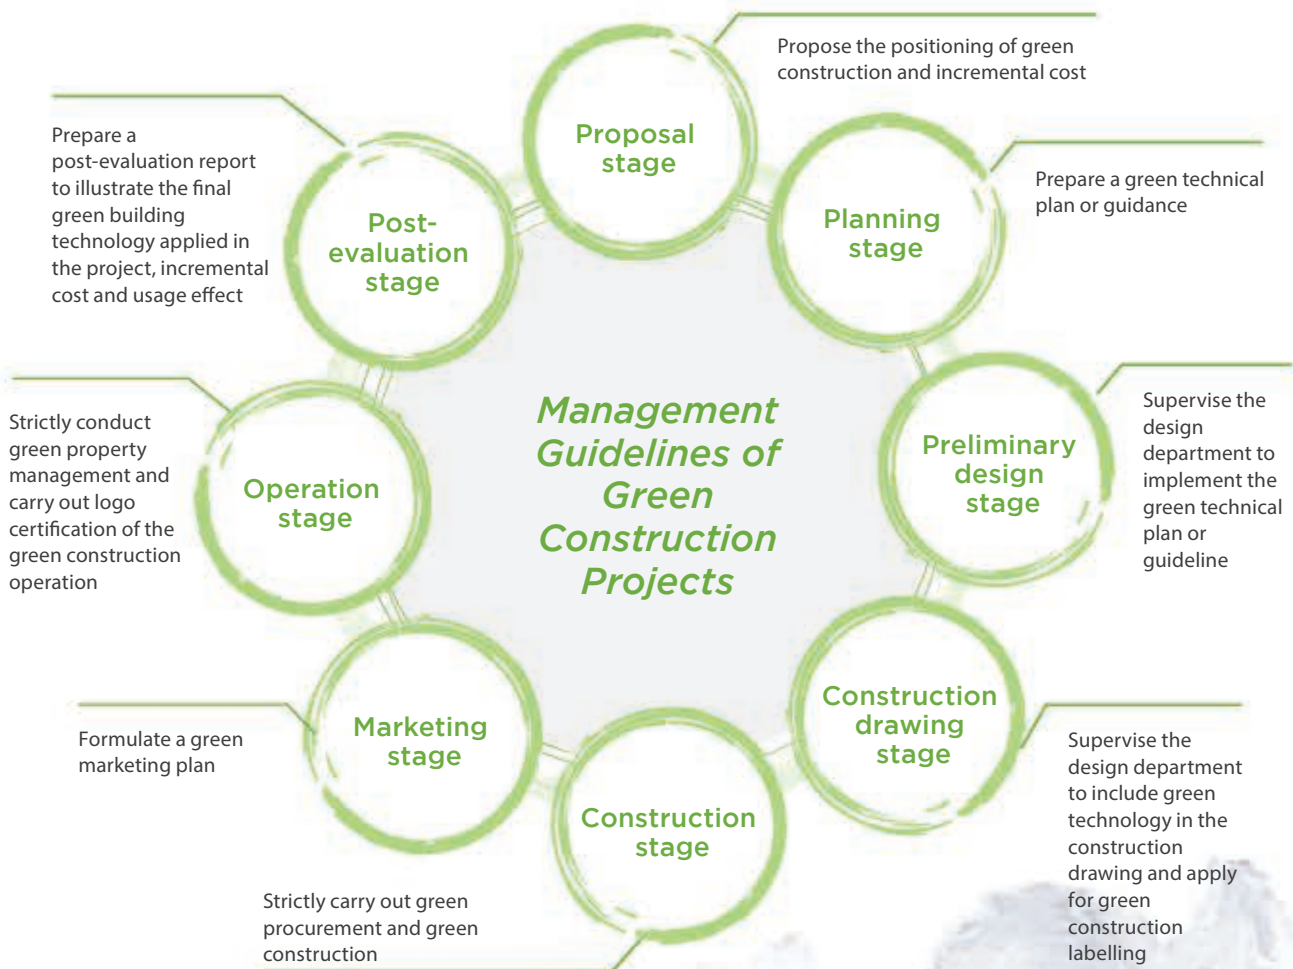 Propose the positioning of green
construction and incremental cost
Proposal
stage
Prepare a green technical
plan or guidance
Planning
stage
Supervise the
design
department to
implement the
green technical
plan or
guideline
Preliminary
design
stage
Supervise the
design department
to include green
technology in the
construction
drawing and apply
for green
construction
labelling
Construction
drawing
stage
Strictly carry out green
procurement and green
construction
Construction
stage
Formulate a green
marketing plan
Marketing
stage
Strictly conduct
green property
management and
carry out logo
certification of the
green construction
operation
Operation
stage
Prepare a
post-evaluation report
to illustrate the final
green building
technology applied in
the project, incremental
cost and usage effect
Post-
evaluation
stage
Management
Guidelines of
Green
Construction
Projects